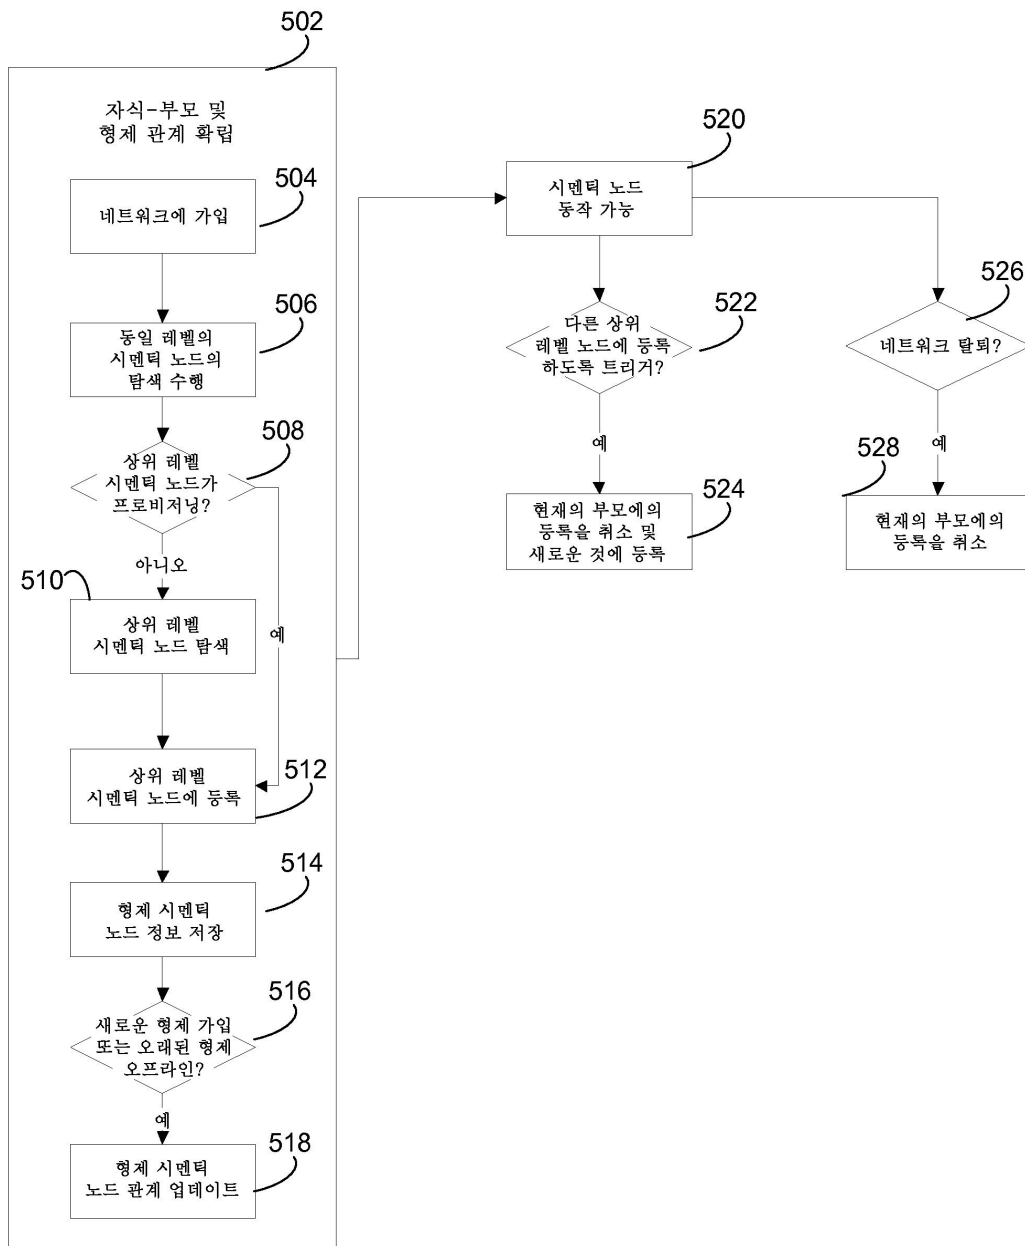 502
자식-부모 및
형제 관계 확립
504
네트워크에 가입
506
동일 레벨의
시멘틱 노드의
탐색 수행
508
상위 레벨
시멘틱 노드가
프로비저닝?
아니오
예
510
상위 레벨
시멘틱 노드 탐색
512
상위 레벨
시멘틱 노드에 등록
514
형제 시멘틱
노드 정보 저장
516
새로운 형제 가입
또는 오래된 형제
오프라인?
예
518
형제 시멘틱
노드 관계 업데이트
520
시멘틱 노드
동작 가능
522
다른 상위
레벨 노드에 등록
하도록 트리거?
예
524
현재의 부모에의
등록을 취소 및
새로운 것에 등록
526
네트워크 탈퇴?
예
528
현재의 부모에의
등록을 취소